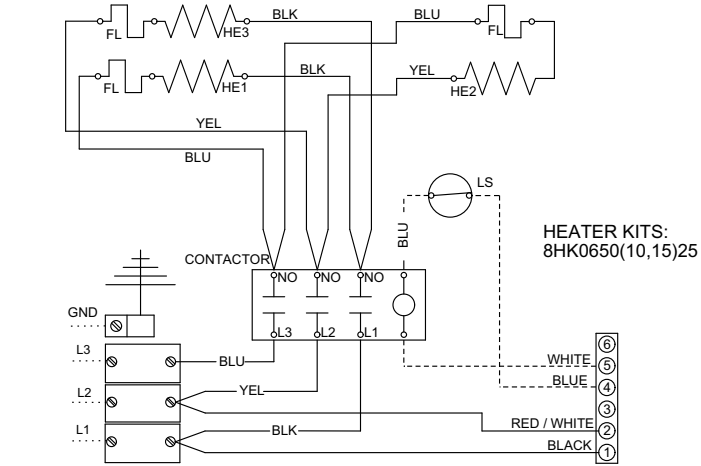 BLK
BLU
FL
HE3
FL
BLK
YEL
FL
HE1
HE2
YEL
BLU
LS
BLU
HEATER KITS:
8HK0650(10,15)25
CONTACTOR
NO
NO
NO
GND
L3
L2
L1
L3
BLU
WHITE
BLUE
L2
YEL
RED / WHITE
L1
BLK
BLACK
6
5
4
3
2
1